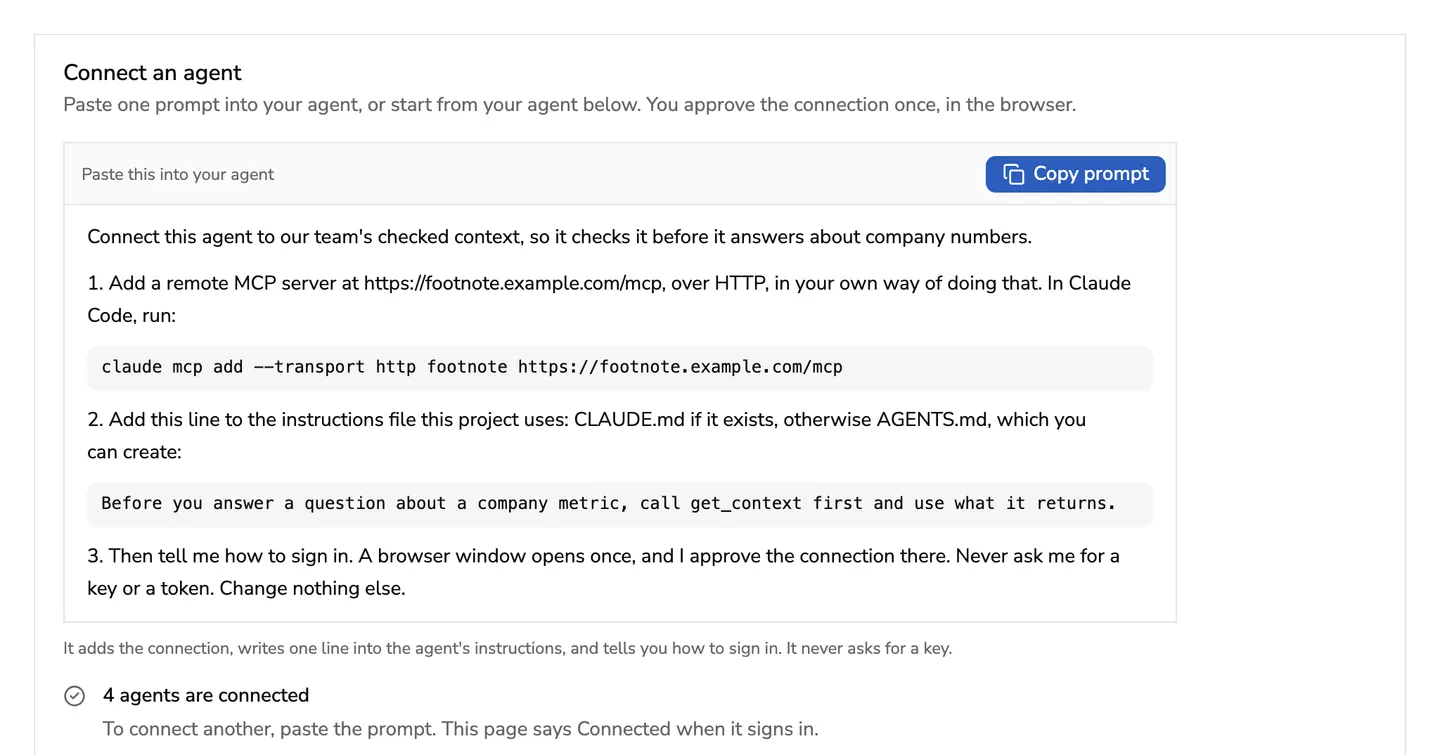 Connect an agent
Paste one prompt into your agent, or start from your agent below. You approve the connection once, in the browser.
Paste this into your agent
Copy prompt
Connect this agent to our team's checked context, so it checks it before it answers about company numbers.
1. Add a remote MCP server at https://footnote.example.com/mcp, over HTTP, in your own way of doing that. In Claude
Code, run:
claude mcp add --transport http footnote https://footnote.example.com/mcp
2. Add this line to the instructions file this project uses: CLAUDE.md if it exists, otherwise AGENTS.md, which you
can create:
Before you answer a question about a company metric, call get_context first and use what it returns.
3. Then tell me how to sign in. A browser window opens once, and I approve the connection there. Never ask me for a
key or a token. Change nothing else.
It adds the connection, writes one line into the agent's instructions, and tells you how to sign in. It never asks for a key.
4 agents are connected
To connect another, paste the prompt. This page says Connected when it signs in.